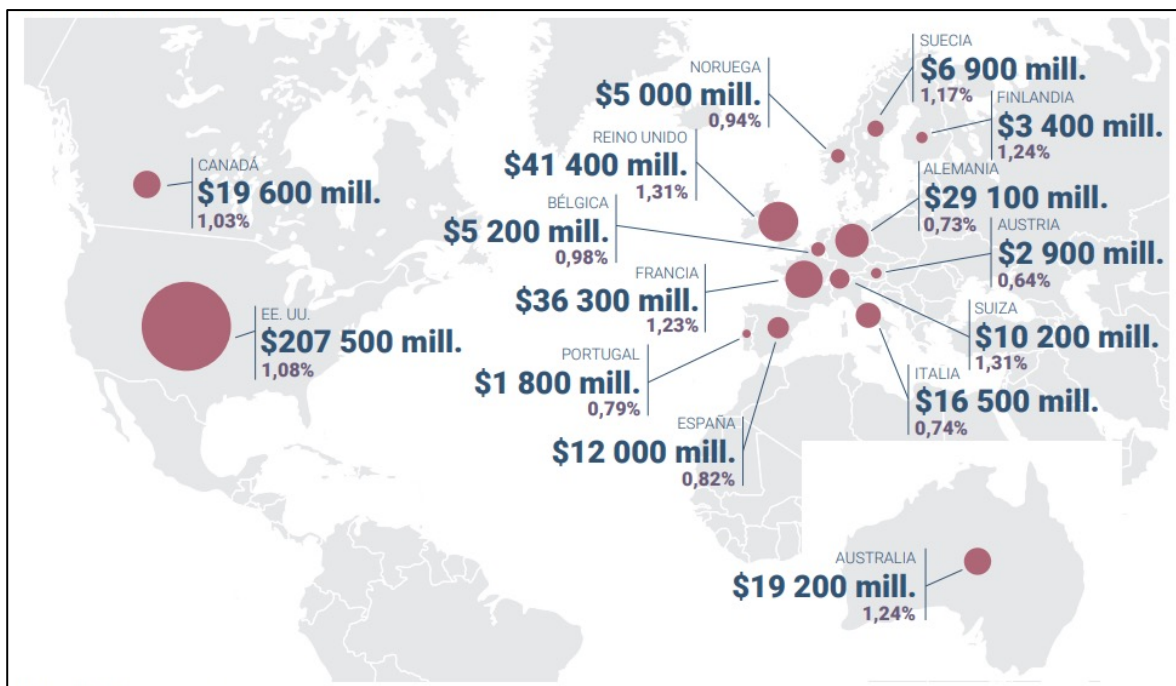 CANADÁ
$19 600 mill.
1,03%
EE. UU.
$207 500 mill.
1,08%
NORUEGA
$5 000 mill.
0,94%
REINO UNIDO
$41 400 mill.
1,31%
BÉLGICA
$5 200 mill.
0,98%
FRANCIA
$36 300 mill.
1,23%
PORTUGAL
$1 800 mill.
0,79%
ESPAÑA
$12 000 mill.
0,82%
SUECIA
$6 900 mill.
1,17%
FINLANDIA
$3 400 mill.
1,24%
ALEMANIA
$29 100 mill.
0,73%
AUSTRIA
$2 900 mill.
0,64%
SUIZA
$10 200 mill.
1,31%
ITALIA
$16 500 mill.
0,74%
AUSTRALIA
$19 200 mill.
1,24%